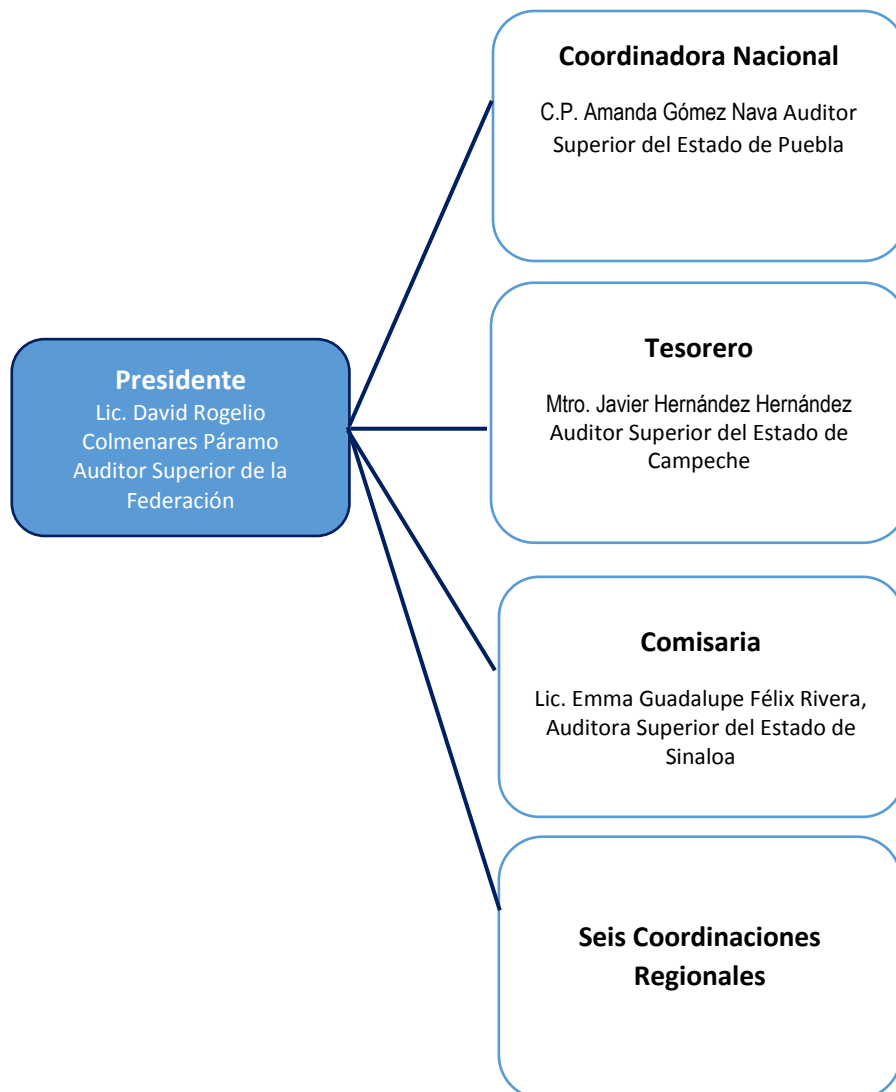 Coordinadora Nacional
C.P. Amanda Gómez Nava Auditor
Superior del Estado de Puebla
Tesorero
Mtro. Javier Hernández Hernández
Auditor Superior del Estado de
Campeche
Presidente
Lic. David Rogelio
Colmenares Páramo
Auditor Superior de la
Federación
Comisaria
Lic. Emma Guadalupe Félix Rivera,
Auditora Superior del Estado de
Sinaloa
Seis Coordinaciones
Regionales